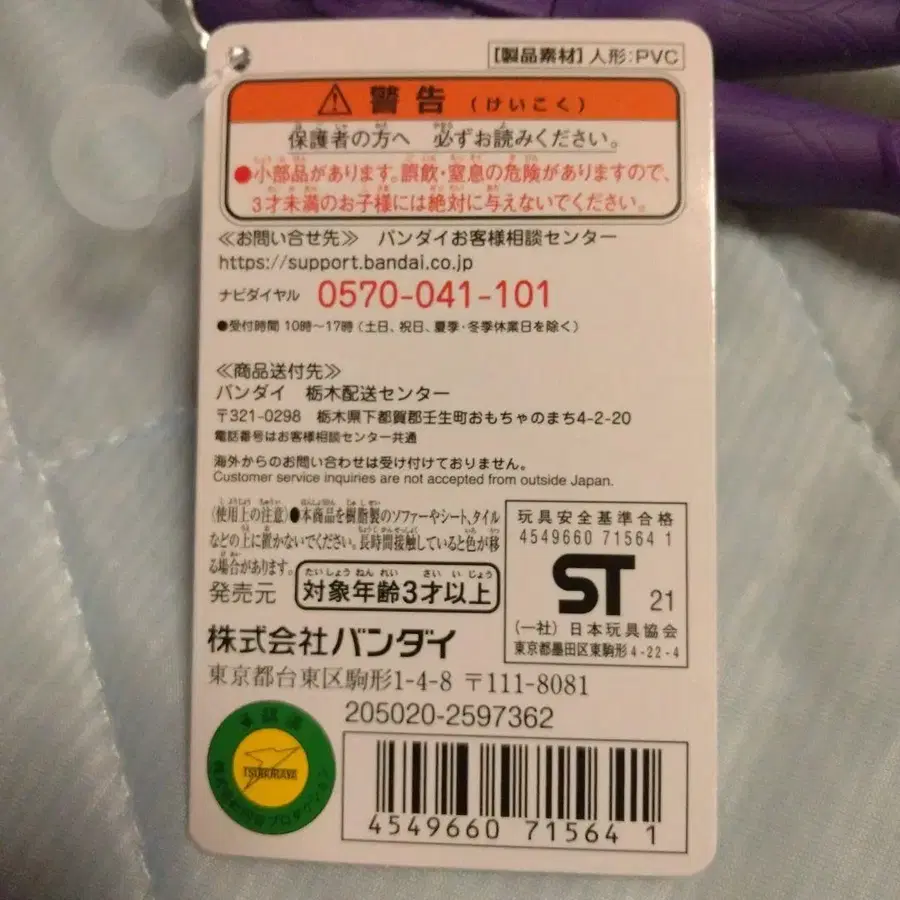 [製品素材] 人形:PVC
⚠ 警告 (けいこく)
保護者の方へ 必ずお読みください。
●小部品があります。誤飲・窒息の危険がありますので、
3才未満のお子様には絶対に与えないでください。
≪お問い合せ先≫ バンダイお客様相談センター
https://support.bandai.co.jp
ナビダイヤル 0570-041-101
●受付時間 10時~17時(土日、祝日、夏季・冬季休業日を除く)
≪商品送付先≫
バンダイ 栃木配送センター
〒321-0298 栃木県下都賀郡壬生町おもちゃのまち4-2-20
電話番号はお客様相談センター共通
海外からのお問い合わせは受け付けておりません。
Customer service inquiries are not accepted from outside Japan.
〈使用上の注意〉●本商品を樹脂製のソファーやシート、タイル
などの上に置かないでください。長時間接触していると色が移
る場合があります。
たいしょうねんれい さいいじょう
対象年齢3才以上
発売元
株式会社バンダイ
東京都台東区駒形1-4-8 〒111-8081
玩具安全基準合格
4549660 71564 1
ST 21
(一社) 日本玩具協会
東京都墨田区東駒形4-22-4
205020-2597362
TSUBURAYA
4549660 715641